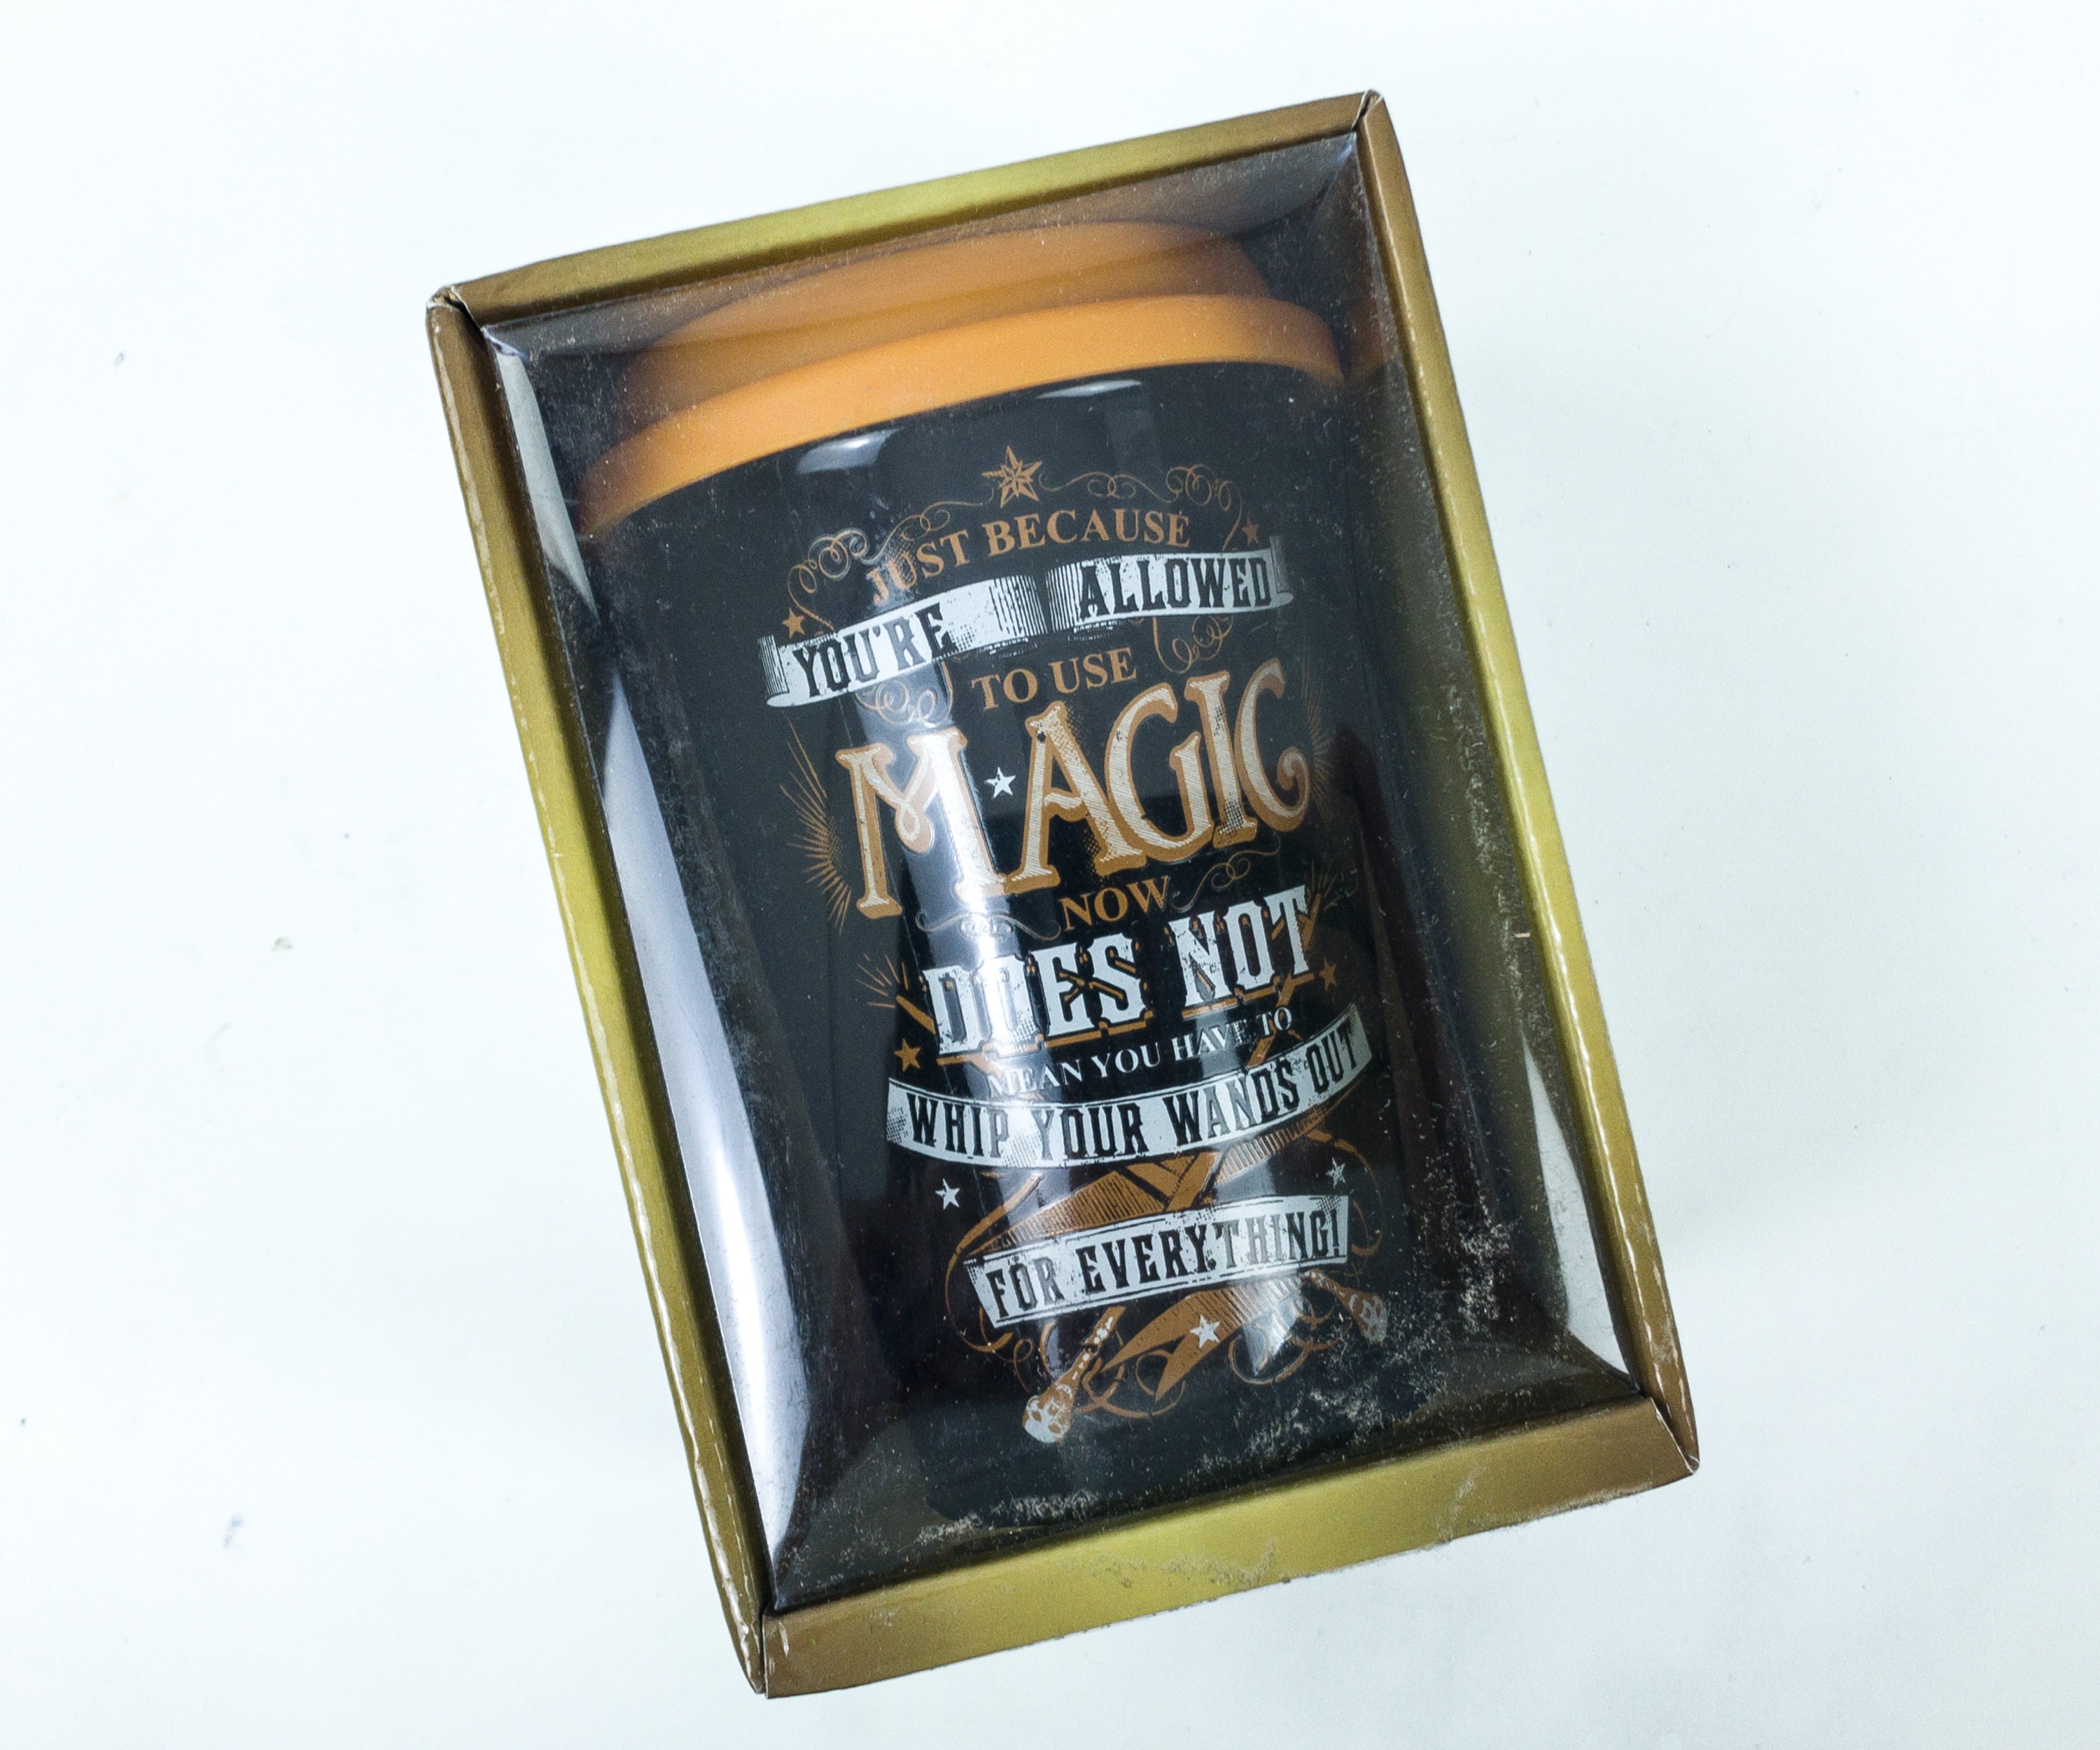 JUST BECAUSE
YOU'RE ALLOWED
TO USE
MAGIC
NOW
DOES NOT
MEAN YOU HAVE TO
WHIP YOUR WANDS OUT
FOR EVERYTHING!